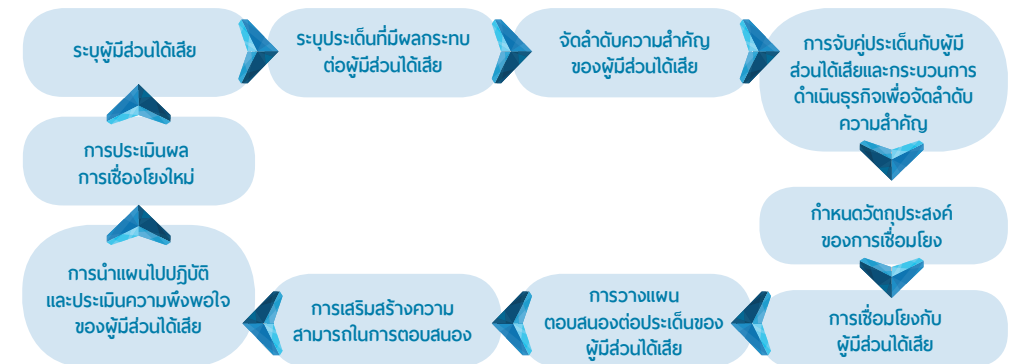 ระบุผู้มีส่วนได้เสีย
ระบุประเด็นที่มีผลกระทบ
ต่อผู้มีส่วนได้เสีย
จัดลำดับความสำคัญ
ของผู้มีส่วนได้เสีย
การจับคู่ประเด็นกับผู้มี
ส่วนได้เสียและกระบวนการ
ดำเนินธุรกิจเพื่อจัดลำดับ
ความสำคัญ
กำหนดวัตถุประสงค์
ของการเชื่อมโยง
การเชื่อมโยงกับ
ผู้มีส่วนได้เสีย
การวางแผน
ตอบสนองต่อประเด็นของ
ผู้มีส่วนได้เสีย
การเสริมสร้างความ
สามารถในการตอบสนอง
การนำแผนไปปฏิบัติ
และประเมินความพึงพอใจ
ของผู้มีส่วนได้เสีย
การประเมินผล
การเชื่องโยงใหม่